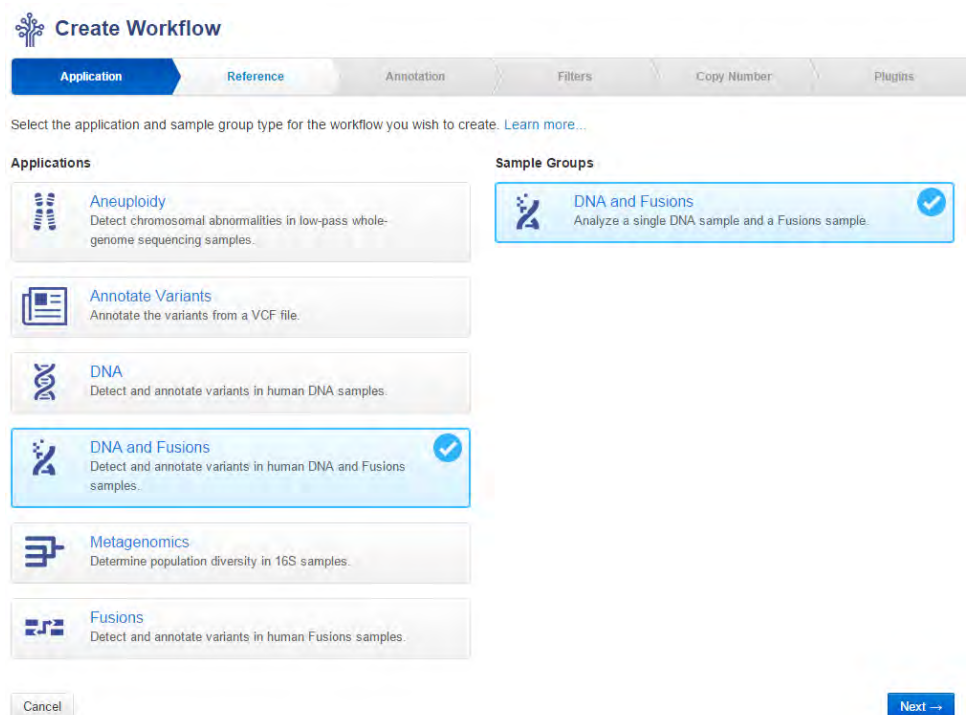 Create Workflow
Application Reference Annotation Filters Copy Number Plugins
Select the application and sample group type for the workflow you wish to create. Learn more...
Applications
Aneuploidy
Detect chromosomal abnormalities in low-pass whole-
genome sequencing samples.
Annotate Variants
Annotate the variants from a VCF file.
DNA
Detect and annotate variants in human DNA samples.
DNA and Fusions
Detect and annotate variants in human DNA and Fusions
samples.
Metagenomics
Determine population diversity in 16S samples.
Fusions
Detect and annotate variants in human Fusions samples.
Sample Groups
DNA and Fusions
Analyze a single DNA sample and a Fusions sample.
Cancel
Next →